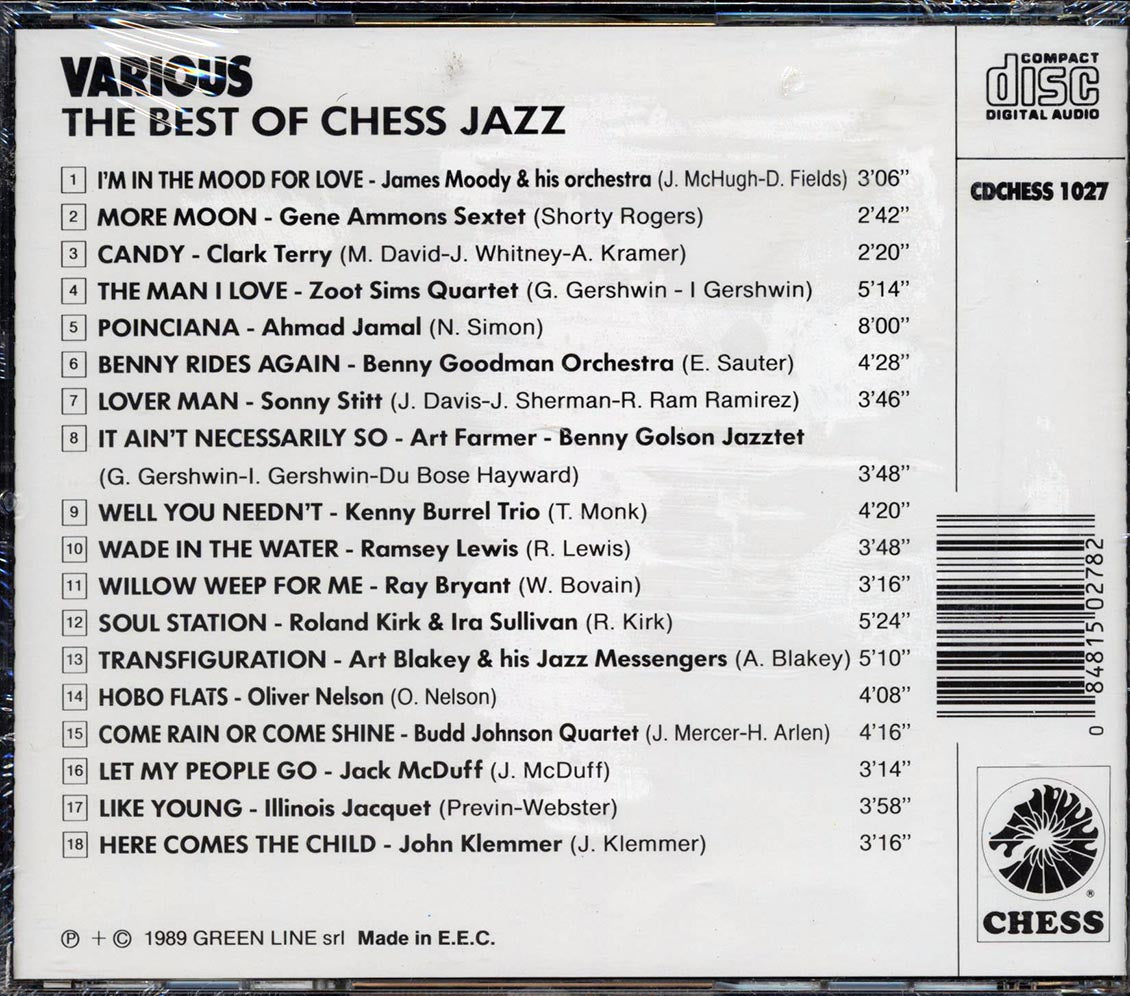 VARIOUS
THE BEST OF CHESS JAZZ
1 I'M IN THE MOOD FOR LOVE - James Moody & his orchestra (J. McHugh-D. Fields) 3'06"
2 MORE MOON - Gene Ammons Sextet (Shorty Rogers) 2'42"
3 CANDY - Clark Terry (M. David-J. Whitney-A. Kramer) 2'20"
4 THE MAN I LOVE - Zoot Sims Quartet (G. Gershwin - I Gershwin) 5'14"
5 POINCIANA - Ahmad Jamal (N. Simon) 8'00"
6 BENNY RIDES AGAIN - Benny Goodman Orchestra (E. Sauter) 4'28"
7 LOVER MAN - Sonny Stitt (J. Davis-J. Sherman-R. Ram Ramirez) 3'46"
8 IT AIN'T NECESSARILY SO - Art Farmer - Benny Golson Jazztet
(G. Gershwin-I. Gershwin-Du Bose Hayward) 3'48"
9 WELL YOU NEEDN'T - Kenny Burrel Trio (T. Monk) 4'20"
10 WADE IN THE WATER - Ramsey Lewis (R. Lewis) 3'48"
11 WILLOW WEEP FOR ME - Ray Bryant (W. Bovain) 3'16"
12 SOUL STATION - Roland Kirk & Ira Sullivan (R. Kirk) 5'24"
13 TRANSFIGURATION - Art Blakey & his Jazz Messengers (A. Blakey) 5'10"
14 HOBO FLATS - Oliver Nelson (O. Nelson) 4'08"
15 COME RAIN OR COME SHINE - Budd Johnson Quartet (J. Mercer-H. Arlen) 4'16"
16 LET MY PEOPLE GO - Jack McDuff (J. McDuff) 3'14"
17 LIKE YOUNG - Illinois Jacquet (Previn-Webster) 3'58"
18 HERE COMES THE CHILD - John Klemmer (J. Klemmer) 3'16"
℗ + © 1989 GREEN LINE srl Made in E.E.C.
COMPACT
disc
DIGITAL AUDIO
CDCHESS 1027
0 84815 02782
®
CHESS